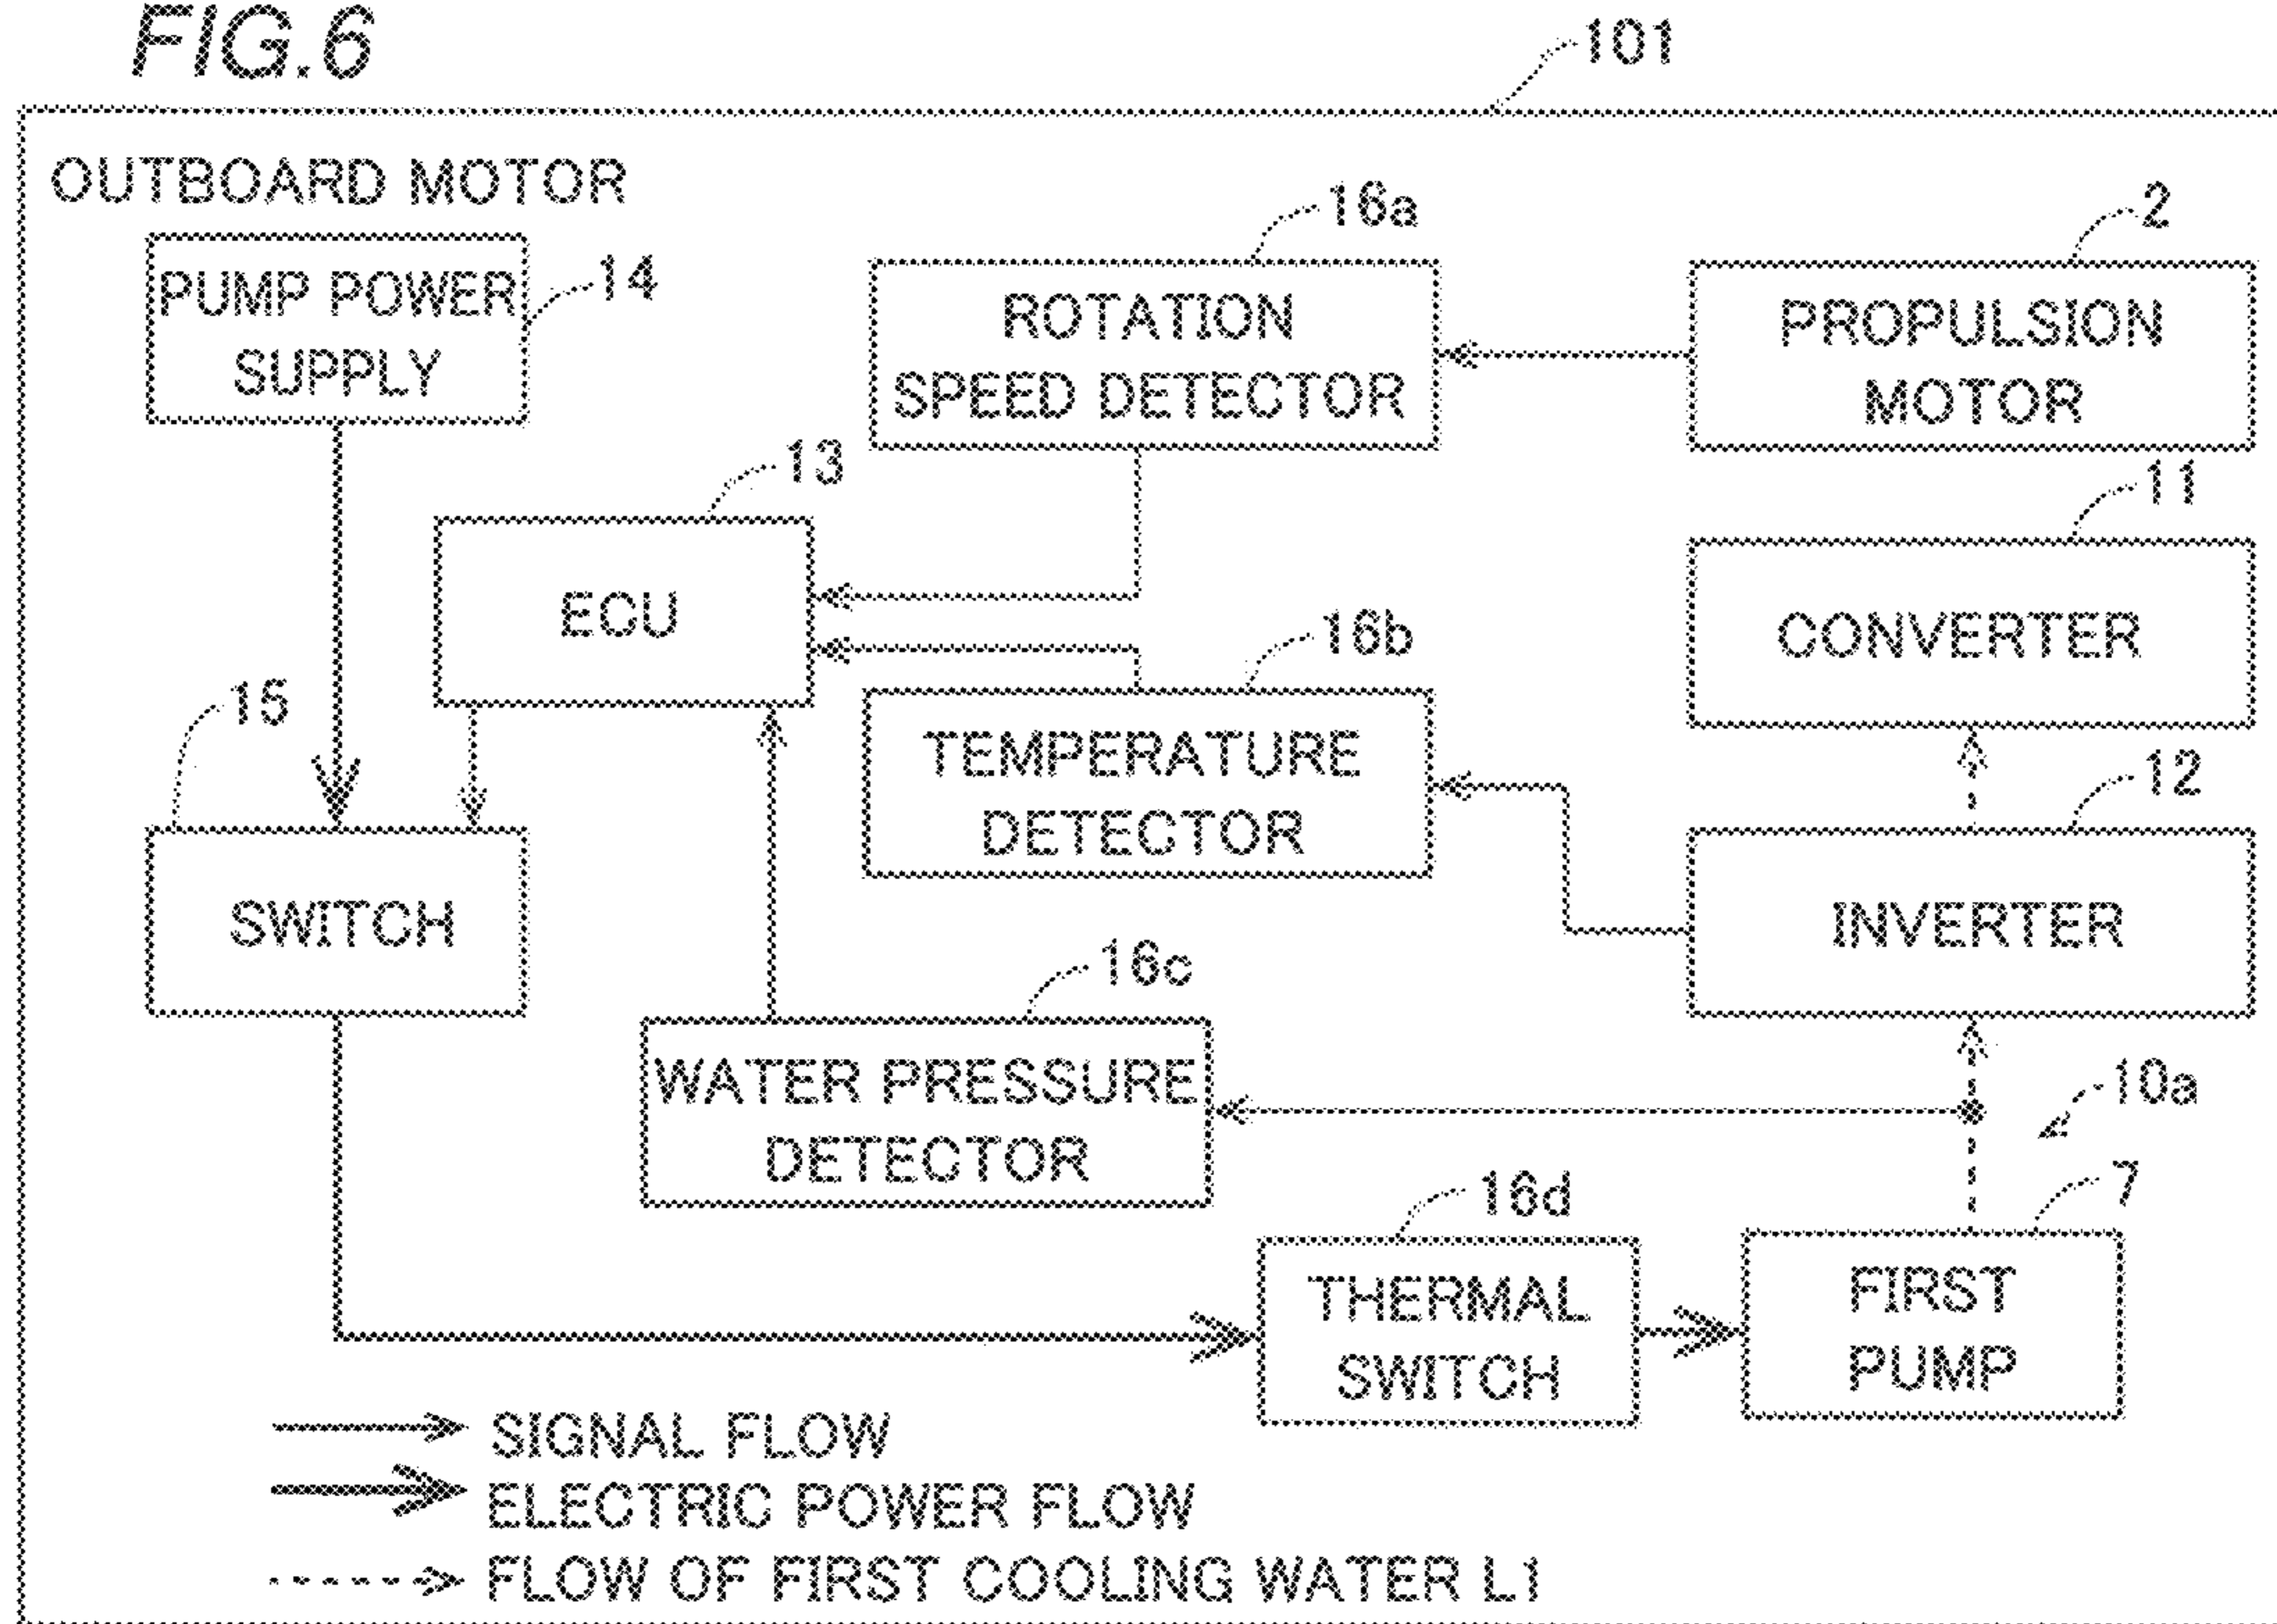 FIG.6
101
OUTBOARD MOTOR
PUMP POWER
SUPPLY
14
16a
ROTATION
SPEED DETECTOR
2
PROPULSION
MOTOR
13
ECU
11
CONVERTER
16b
TEMPERATURE
DETECTOR
15
SWITCH
12
INVERTER
16c
WATER PRESSURE
DETECTOR
10a
16d
THERMAL
SWITCH
7
FIRST
PUMP
SIGNAL FLOW
ELECTRIC POWER FLOW
FLOW OF FIRST COOLING WATER L1